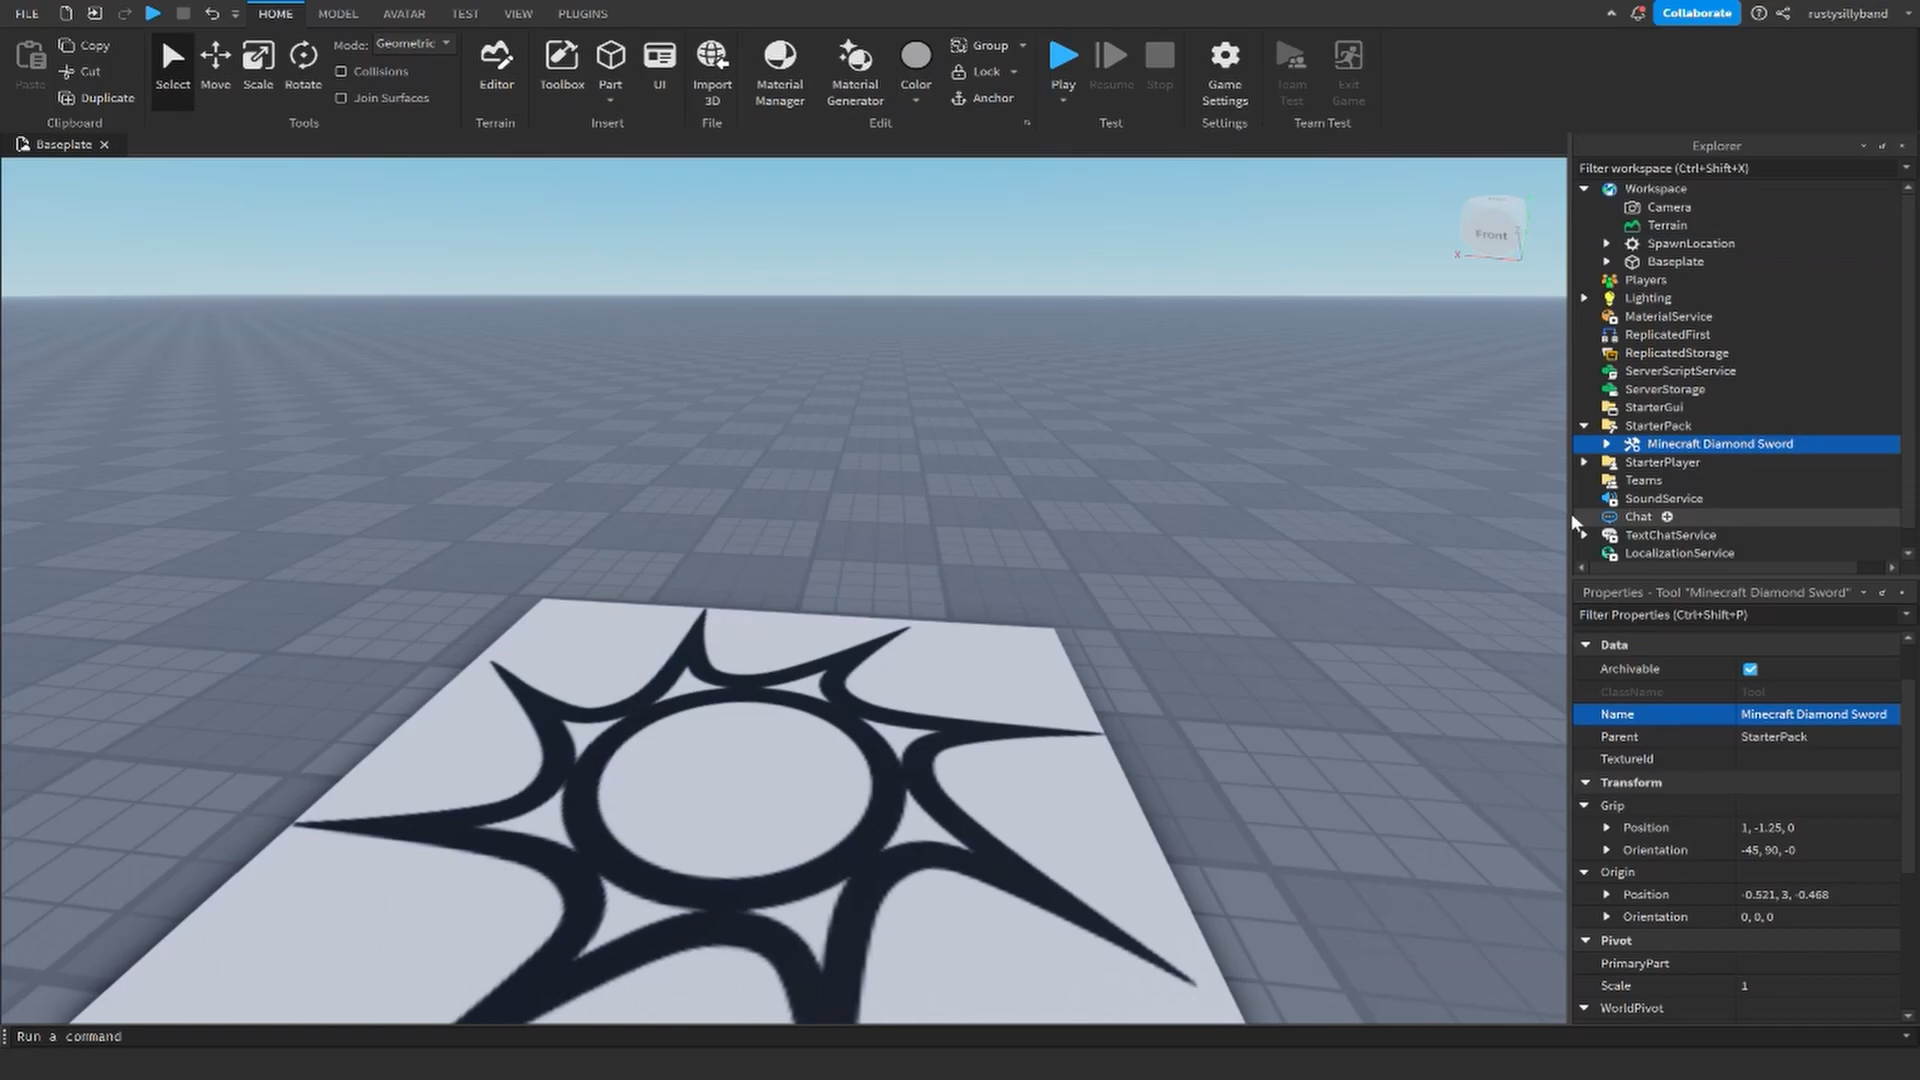 FILE
HOME
MODEL
AVATAR
TEST
VIEW
PLUGINS
Collaborate
rustysillyband
Paste
Copy
Cut
Duplicate
Clipboard
Select
Move
Scale
Rotate
Mode: Geometric
Collisions
Join Surfaces
Tools
Editor
Terrain
Toolbox
Part
UI
Insert
Import
3D
File
Material
Manager
Material
Generator
Color
Group
Lock
Anchor
Edit
Play
Resume
Stop
Test
Game
Settings
Settings
Team
Test
Exit
Game
Team Test
Baseplate
Front
X
Explorer
Filter workspace (Ctrl+Shift+X)
Workspace
Camera
Terrain
SpawnLocation
Baseplate
Players
Lighting
MaterialService
ReplicatedFirst
ReplicatedStorage
ServerScriptService
ServerStorage
StarterGui
StarterPack
Minecraft Diamond Sword
StarterPlayer
Teams
SoundService
Chat
TextChatService
LocalizationService
Properties - Tool "Minecraft Diamond Sword"
Filter Properties (Ctrl+Shift+P)
Data
Archivable
ClassName Tool
Name Minecraft Diamond Sword
Parent StarterPack
TextureId
Transform
Grip
Position 1, -1.25, 0
Orientation -45, 90, -0
Origin
Position -0.521, 3, -0.468
Orientation 0, 0, 0
Pivot
PrimaryPart
Scale 1
WorldPivot
Run a command